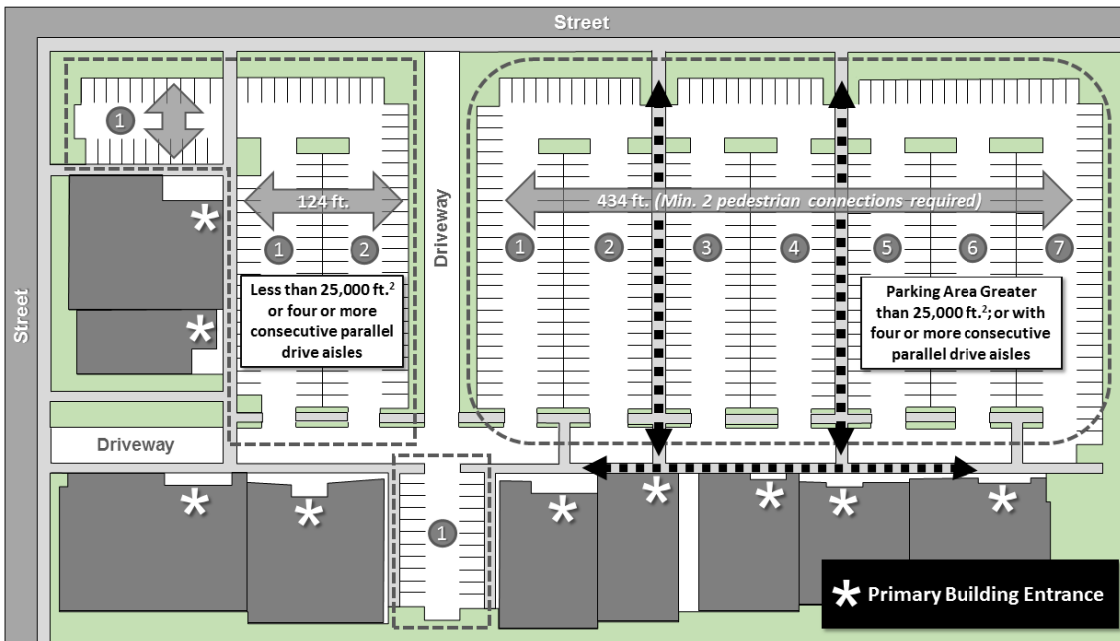 Street
Street
Driveway
Driveway
1
124 ft.
1
2
Less than 25,000 ft.²
or four or more
consecutive parallel
drive aisles
434 ft. (Min. 2 pedestrian connections required)
1
2
3
4
5
6
7
Parking Area Greater
than 25,000 ft.²; or with
four or more consecutive
parallel drive aisles
1
* Primary Building Entrance